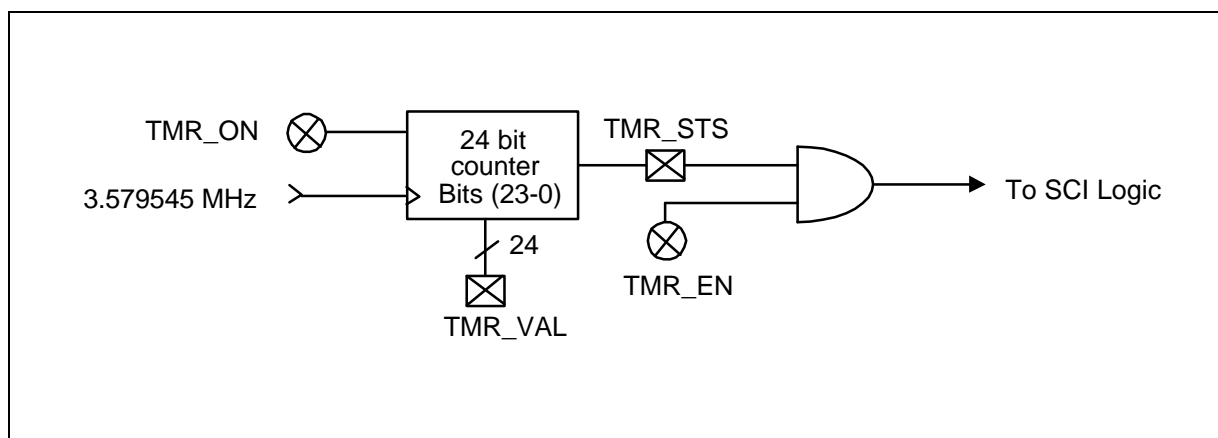 TMR_ON
3.579545 MHz
24 bit
counter
Bits (23-0)
24
TMR_VAL
TMR_STS
TMR_EN
To SCI Logic